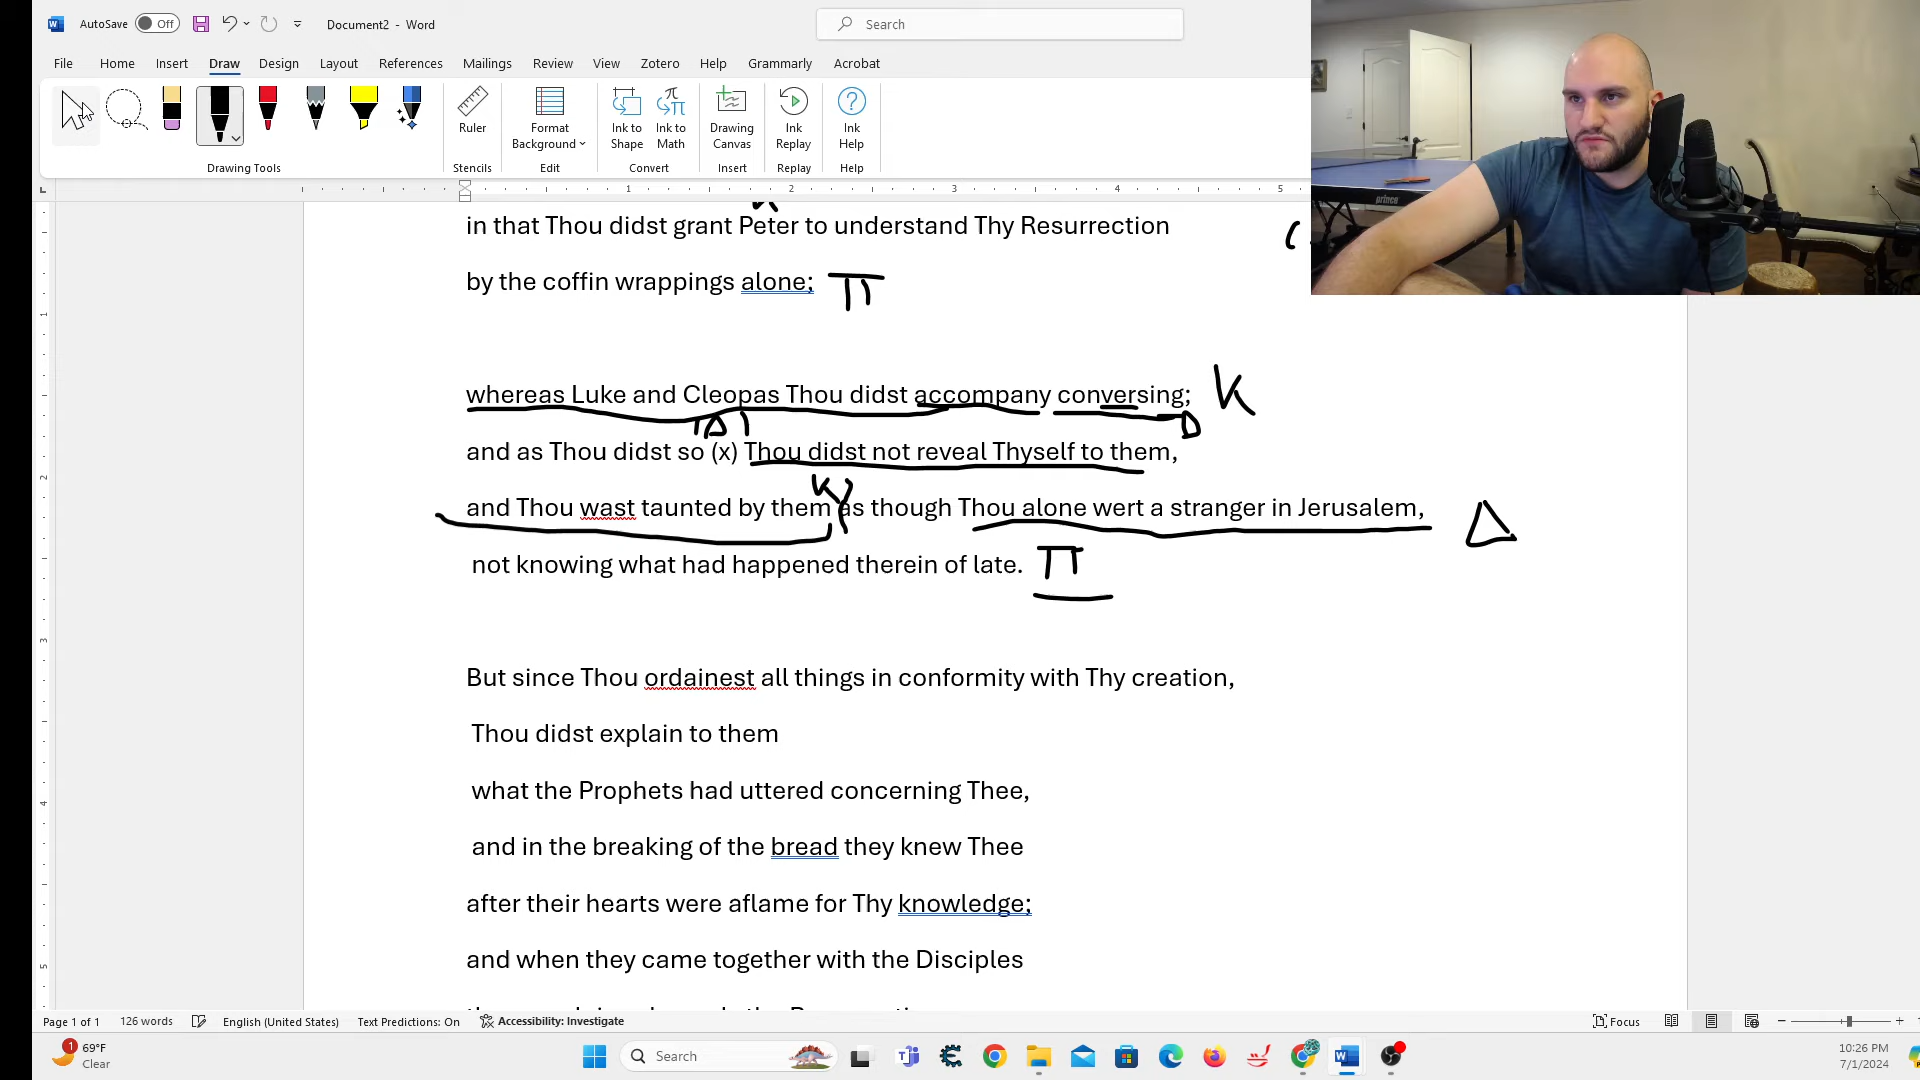 AutoSave Off Document2 - Word Search
File Home Insert Draw Design Layout References Mailings Review View Zotero Help Grammarly Acrobat
Ruler Format Background Ink to Shape Ink to Math Drawing Canvas Ink Replay Ink Help
Drawing Tools Stencils Edit Convert Insert Replay Help
1 2 3 4 5
in that Thou didst grant Peter to understand Thy Resurrection
by the coffin wrappings alone; π
whereas Luke and Cleopas Thou didst accompany conversing; K
and as Thou didst so (x) Thou didst not reveal Thyself to them,
and Thou wast taunted by them as though Thou alone wert a stranger in Jerusalem, Δ
not knowing what had happened therein of late. π
But since Thou ordainest all things in conformity with Thy creation,
Thou didst explain to them
what the Prophets had uttered concerning Thee,
and in the breaking of the bread they knew Thee
after their hearts were aflame for Thy knowledge;
and when they came together with the Disciples
Page 1 of 1 126 words English (United States) Text Predictions: On Accessibility: Investigate Focus
1 69°F Clear Search 10:26 PM 7/1/2024
prince